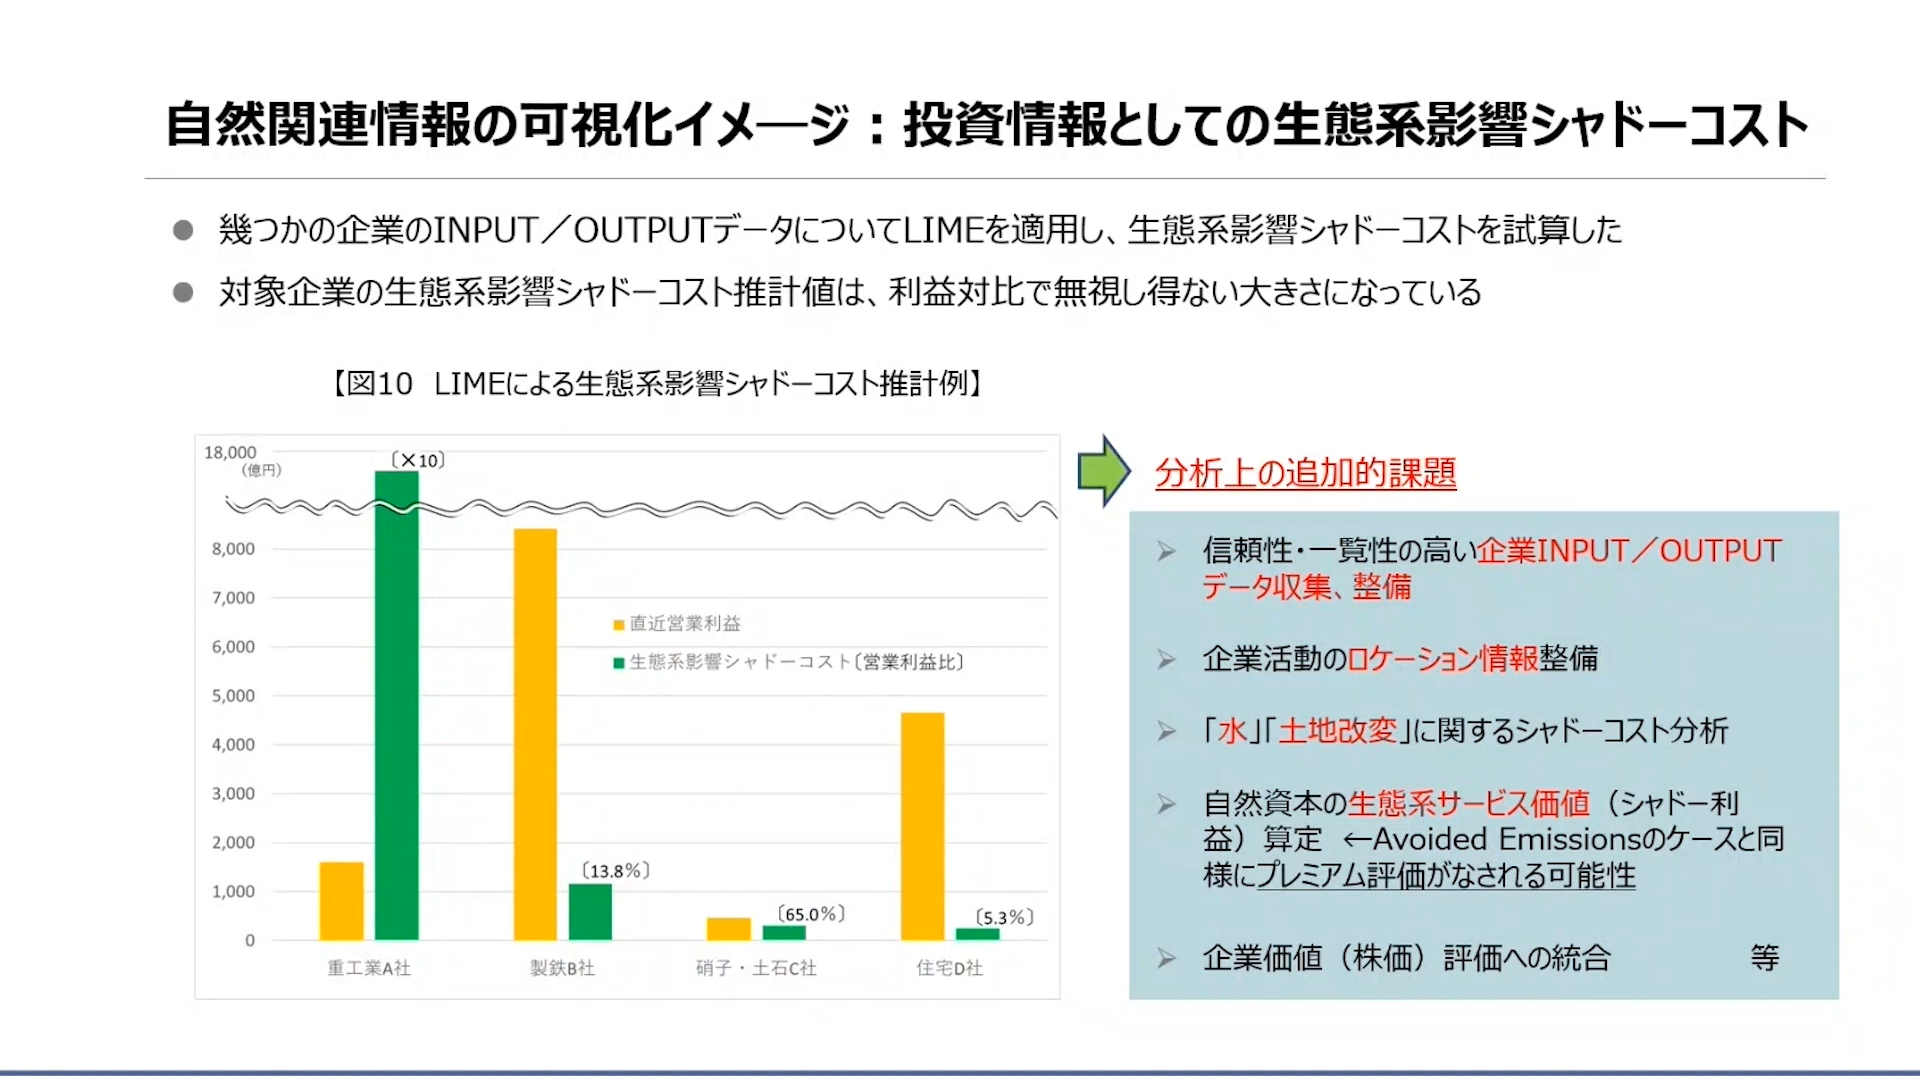 自然関連情報の可視化イメージ：投資情報としての生態系影響シャドーコスト
● 幾つかの企業のINPUT／OUTPUTデータについてLIMEを適用し、生態系影響シャドーコストを試算した
● 対象企業の生態系影響シャドーコスト推計値は、利益対比で無視し得ない大きさになっている
【図10 LIMEによる生態系影響シャドーコスト推計例】
18,000
（億円）
〔×10〕
8,000
7,000
6,000
5,000
4,000
3,000
2,000
1,000
0
直近営業利益
生態系影響シャドーコスト〔営業利益比〕
〔13.8%〕
〔65.0%〕
〔5.3%〕
重工業A社
製鉄B社
硝子・土石C社
住宅D社
分析上の追加的課題
➢ 信頼性・一覧性の高い企業INPUT／OUTPUT
データ収集、整備
➢ 企業活動のロケーション情報整備
➢ 「水」「土地改変」に関するシャドーコスト分析
➢ 自然資本の生態系サービス価値（シャドー利
益）算定 ←Avoided Emissionsのケースと同
様にプレミアム評価がなされる可能性
➢ 企業価値（株価）評価への統合 等